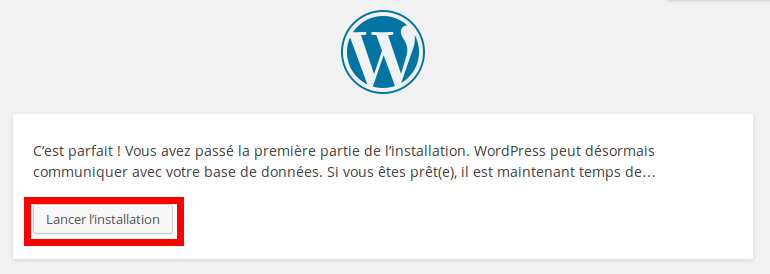 C’est parfait ! Vous avez passé la première partie de l’installation. WordPress peut désormais
communiquer avec votre base de données. Si vous êtes prêt(e), il est maintenant temps de…
Lancer l’installation